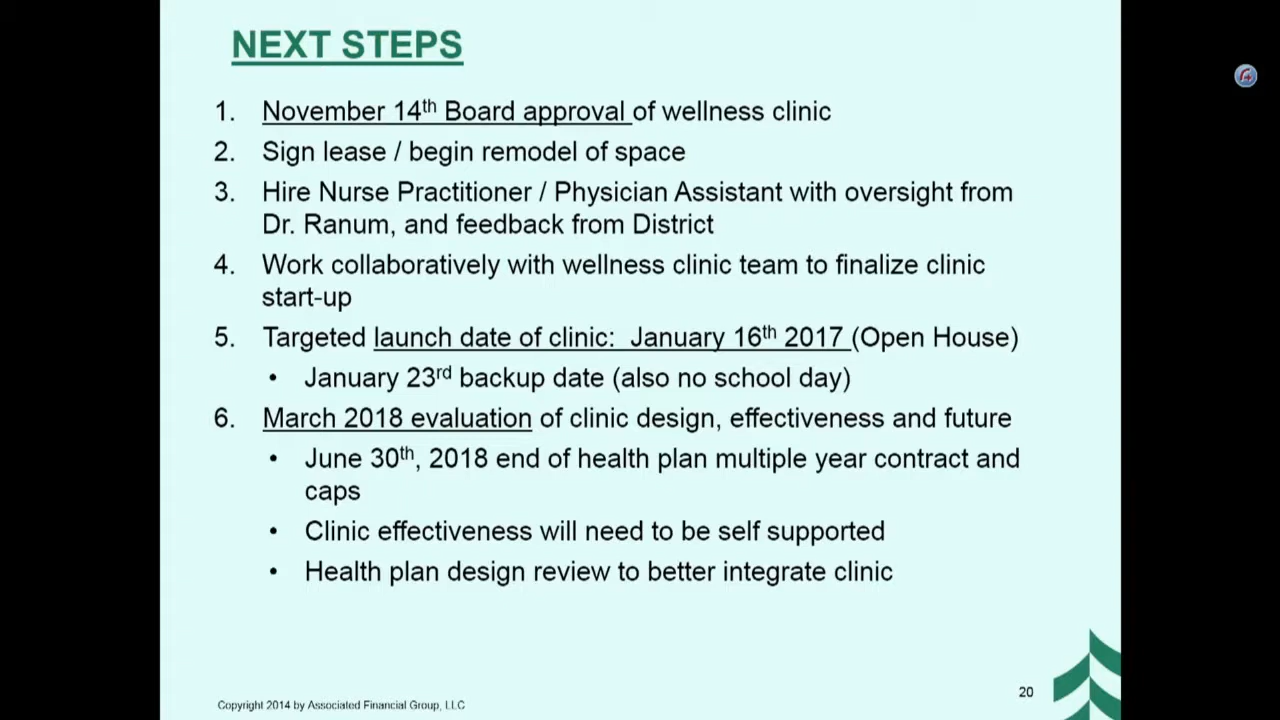 NEXT STEPS
1. November 14th Board approval of wellness clinic
2. Sign lease / begin remodel of space
3. Hire Nurse Practitioner / Physician Assistant with oversight from
Dr. Ranum, and feedback from District
4. Work collaboratively with wellness clinic team to finalize clinic
start-up
5. Targeted launch date of clinic: January 16th 2017 (Open House)
• January 23rd backup date (also no school day)
6. March 2018 evaluation of clinic design, effectiveness and future
• June 30th, 2018 end of health plan multiple year contract and
caps
• Clinic effectiveness will need to be self supported
• Health plan design review to better integrate clinic
20
Copyright 2014 by Associated Financial Group, LLC